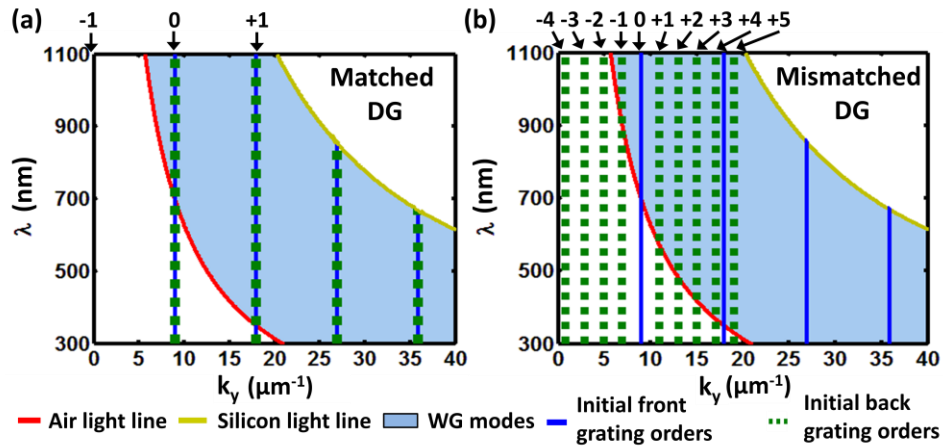 (a)
-1 0 +1
1100
900
700
500
300
λ (nm)
Matched
DG
0 5 10 15 20 25 30 35 40
ky (μm⁻¹)
(b)
-4 -3 -2 -1 0 +1 +2 +3 +4 +5
1100
900
700
500
300
λ (nm)
Mismatched
DG
0 5 10 15 20 25 30 35 40
ky (μm⁻¹)
Air light line
Silicon light line
WG modes
Initial front
grating orders
Initial back
grating orders